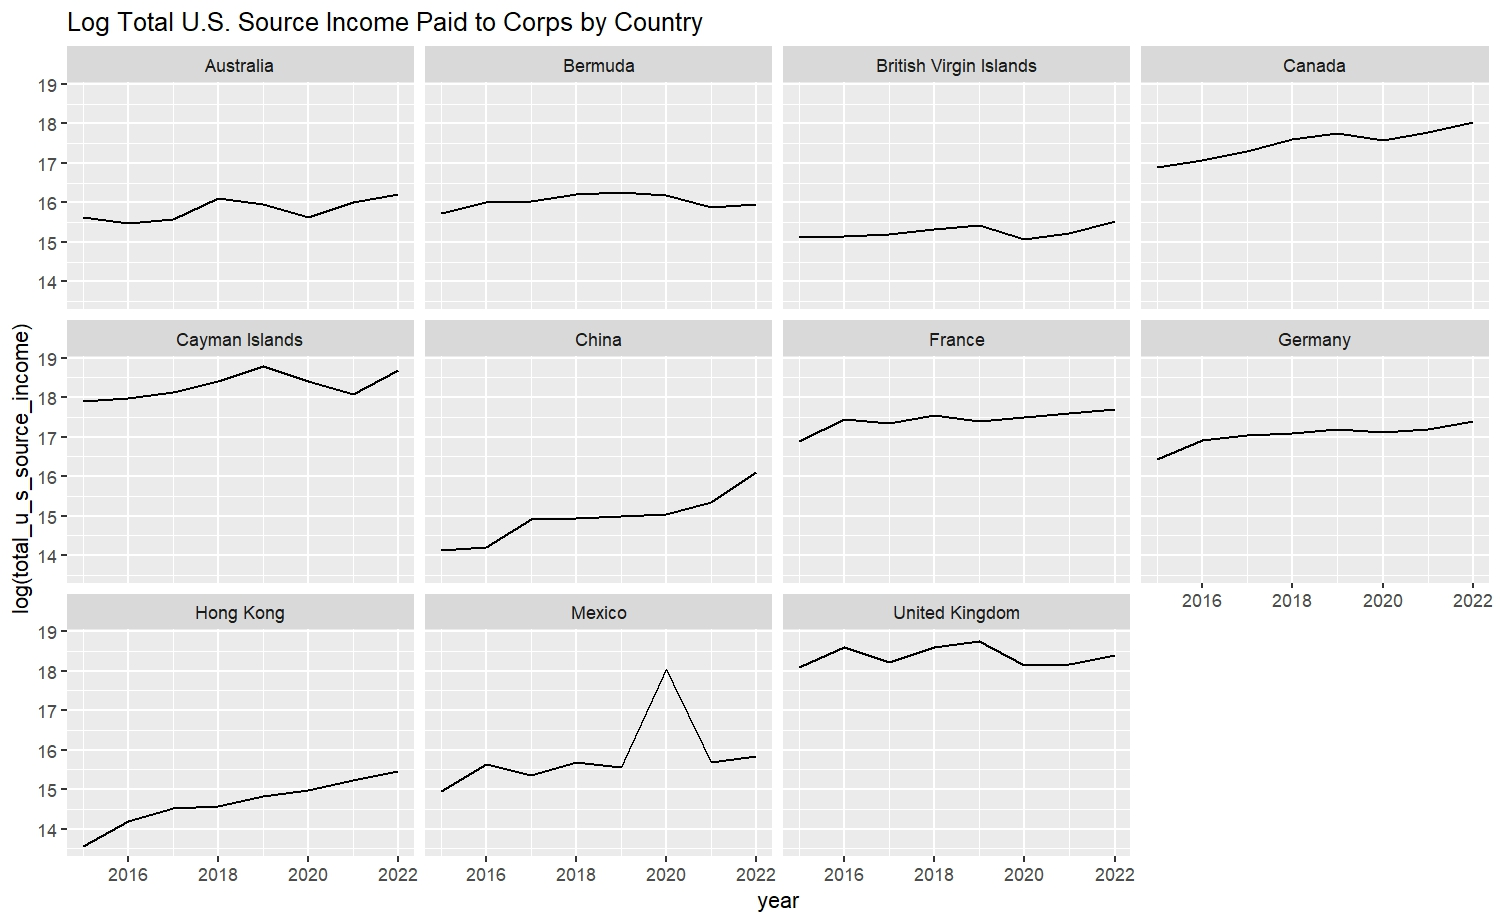 Log Total U.S. Source Income Paid to Corps by Country
Australia
Bermuda
British Virgin Islands
Canada
19
18
17
16
15
14
Cayman Islands
China
France
Germany
19
18
17
16
15
14
2016 2018 2020 2022
Hong Kong
Mexico
United Kingdom
19
18
17
16
15
14
2016 2018 2020 2022
2016 2018 2020 2022
2016 2018 2020 2022
year
log(total_u_s_source_income)